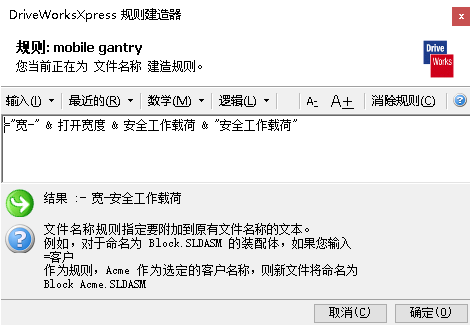 DriveWorksXpress 规则建造器
规则: mobile gantry
您当前正在为 文件名称 建造规则。
Drive
Works
输入(I) 最近的(R) 数学(M) 逻辑(L) A- A+ 消除规则(C)
="宽-" & 打开宽度 & 安全工作载荷 & "安全工作载荷"
结果 :- 宽-安全工作载荷
文件名称规则指定要附加到原有文件名称的文本。
例如，对于命名为 Block.SLDASM 的装配体，如果您输入
=客户
作为规则，Acme 作为选定的客户名称，则新文件将命名为
Block Acme.SLDASM
取消(C) 确定(O)